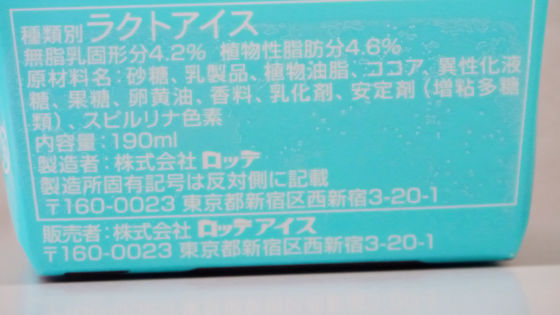 種類別 ラクトアイス
無脂乳固形分4.2% 植物性脂肪分4.6%
原材料名:砂糖、乳製品、植物油脂、ココア、異性化液
糖、果糖、卵黄油、香料、乳化剤、安定剤(増粘多糖
類)、スピルリナ色素
内容量:190ml
製造者:株式会社 ロッテ
製造所固有記号は反対側に記載
〒160-0023 東京都新宿区西新宿3-20-1
販売者:株式会社 ロッテアイス
〒160-0023 東京都新宿区西新宿3-20-1